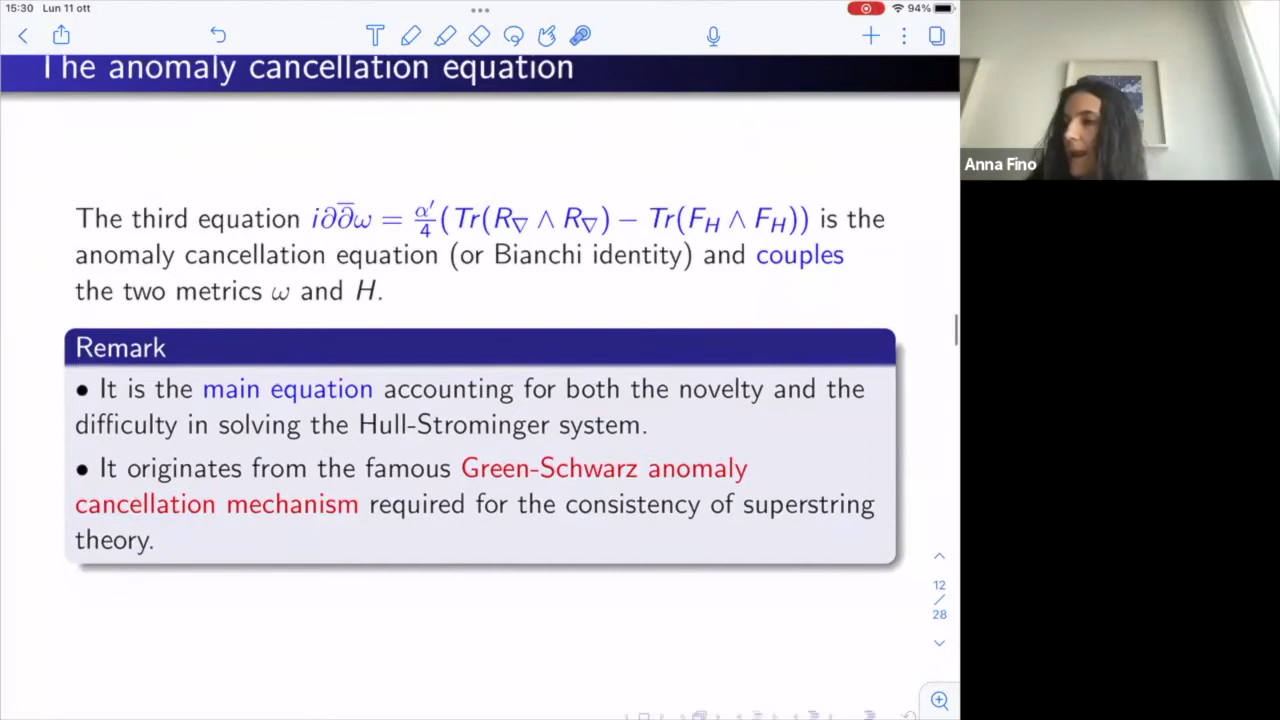 15:30 Lun 11 ott
94%
The anomaly cancellation equation
The third equation i∂∂̅ω = α′/4 (Tr(R∇ ∧ R∇) − Tr(F_H ∧ F_H)) is the
anomaly cancellation equation (or Bianchi identity) and couples
the two metrics ω and H.
Remark
• It is the main equation accounting for both the novelty and the
difficulty in solving the Hull-Strominger system.
• It originates from the famous Green-Schwarz anomaly
cancellation mechanism required for the consistency of superstring
theory.
12
/
28
Anna Fino